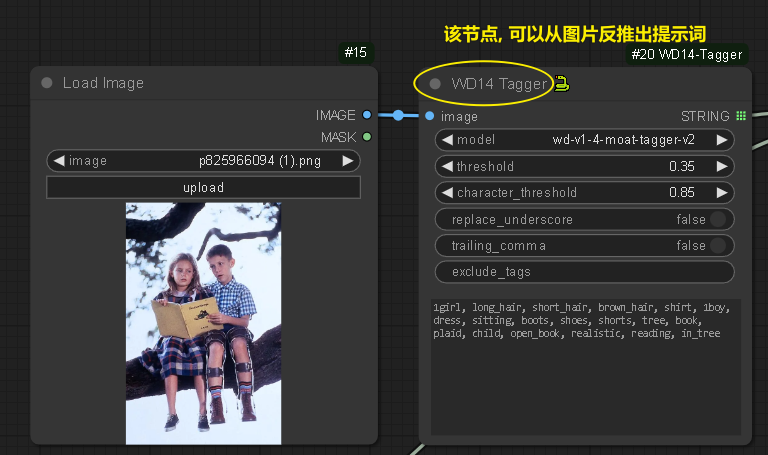 该节点, 可以从图片反推出提示词
#15
#20 WD14-Tagger
Load Image
WD14 Tagger
IMAGE
MASK
image
p825966094 (1).png
upload
image
STRING
model
wd-v1-4-moat-tagger-v2
threshold
0.35
character_threshold
0.85
replace_underscore
false
trailing_comma
false
exclude_tags
1girl, long_hair, short_hair, brown_hair, shirt, 1boy,
dress, sitting, boots, shoes, shorts, tree, book,
plaid, child, open_book, realistic, reading, in_tree